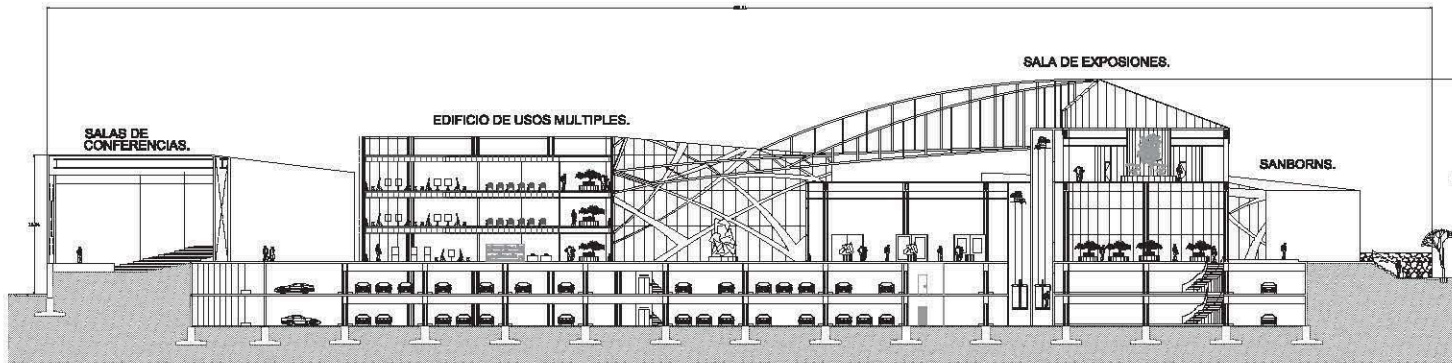 SALA DE EXPOSIONES.
EDIFICIO DE USOS MULTIPLES.
SALAS DE
CONFERENCIAS.
SANBORNS.